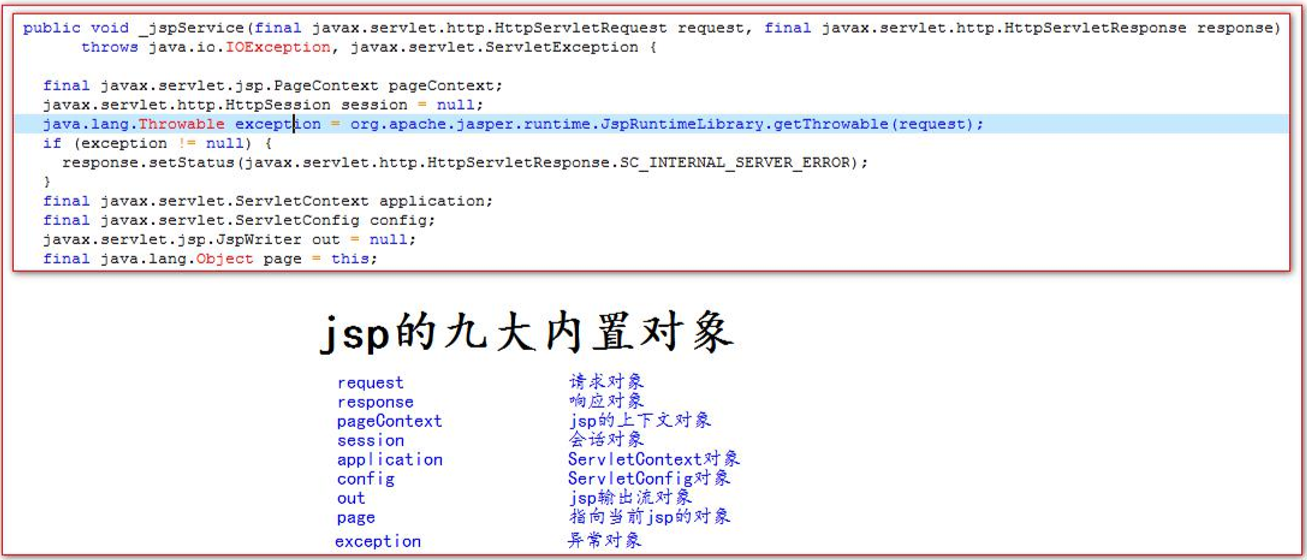 public void _jspService(final javax.servlet.http.HttpServletRequest request, final javax.servlet.http.HttpServletResponse response)
throws java.io.IOException, javax.servlet.ServletException {
final javax.servlet.jsp.PageContext pageContext;
javax.servlet.http.HttpSession session = null;
java.lang.Throwable exception = org.apache.jasper.runtime.JspRuntimeLibrary.getThrowable(request);
if (exception != null) {
response.setStatus(javax.servlet.http.HttpServletResponse.SC_INTERNAL_SERVER_ERROR);
}
final javax.servlet.ServletContext application;
final javax.servlet.ServletConfig config;
javax.servlet.jsp.JspWriter out = null;
final java.lang.Object page = this;
jsp的九大内置对象
request 请求对象
response 响应对象
pageContext jsp的上下文对象
session 会话对象
application ServletContext对象
config ServletConfig对象
out jsp输出流对象
page 指向当前jsp的对象
exception 异常对象